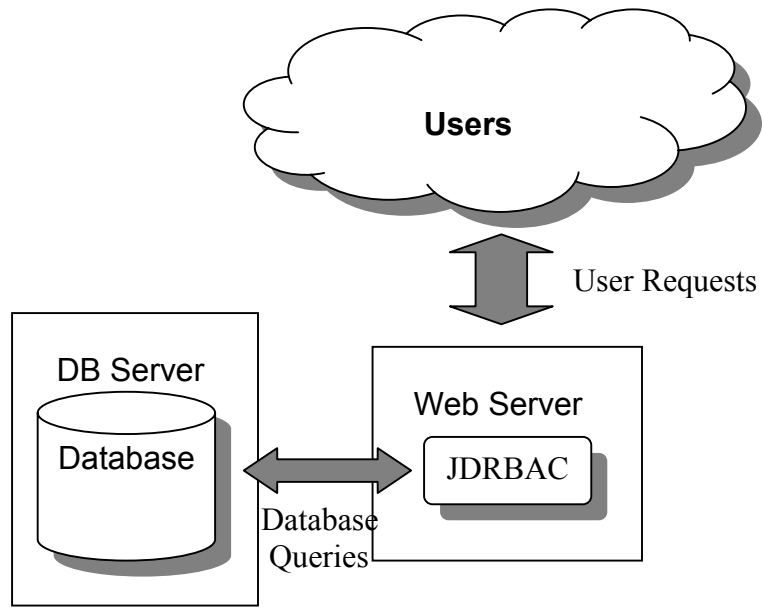 Users
User Requests
DB Server
Database
Web Server
JDRBAC
Database
Queries